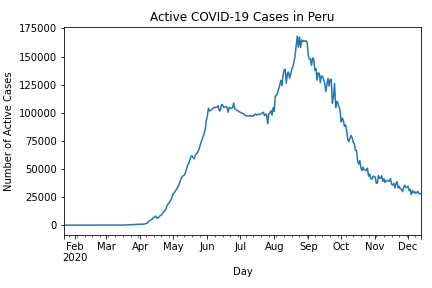 Active COVID-19 Cases in Peru
175000
150000
125000
100000
75000
50000
25000
0
Number of Active Cases
Feb Mar Apr May Jun Jul Aug Sep Oct Nov Dec
2020
Day